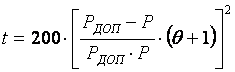 t = 200 · [ (P_ДОП − P) / (P_ДОП · P) · (θ + 1) ]²